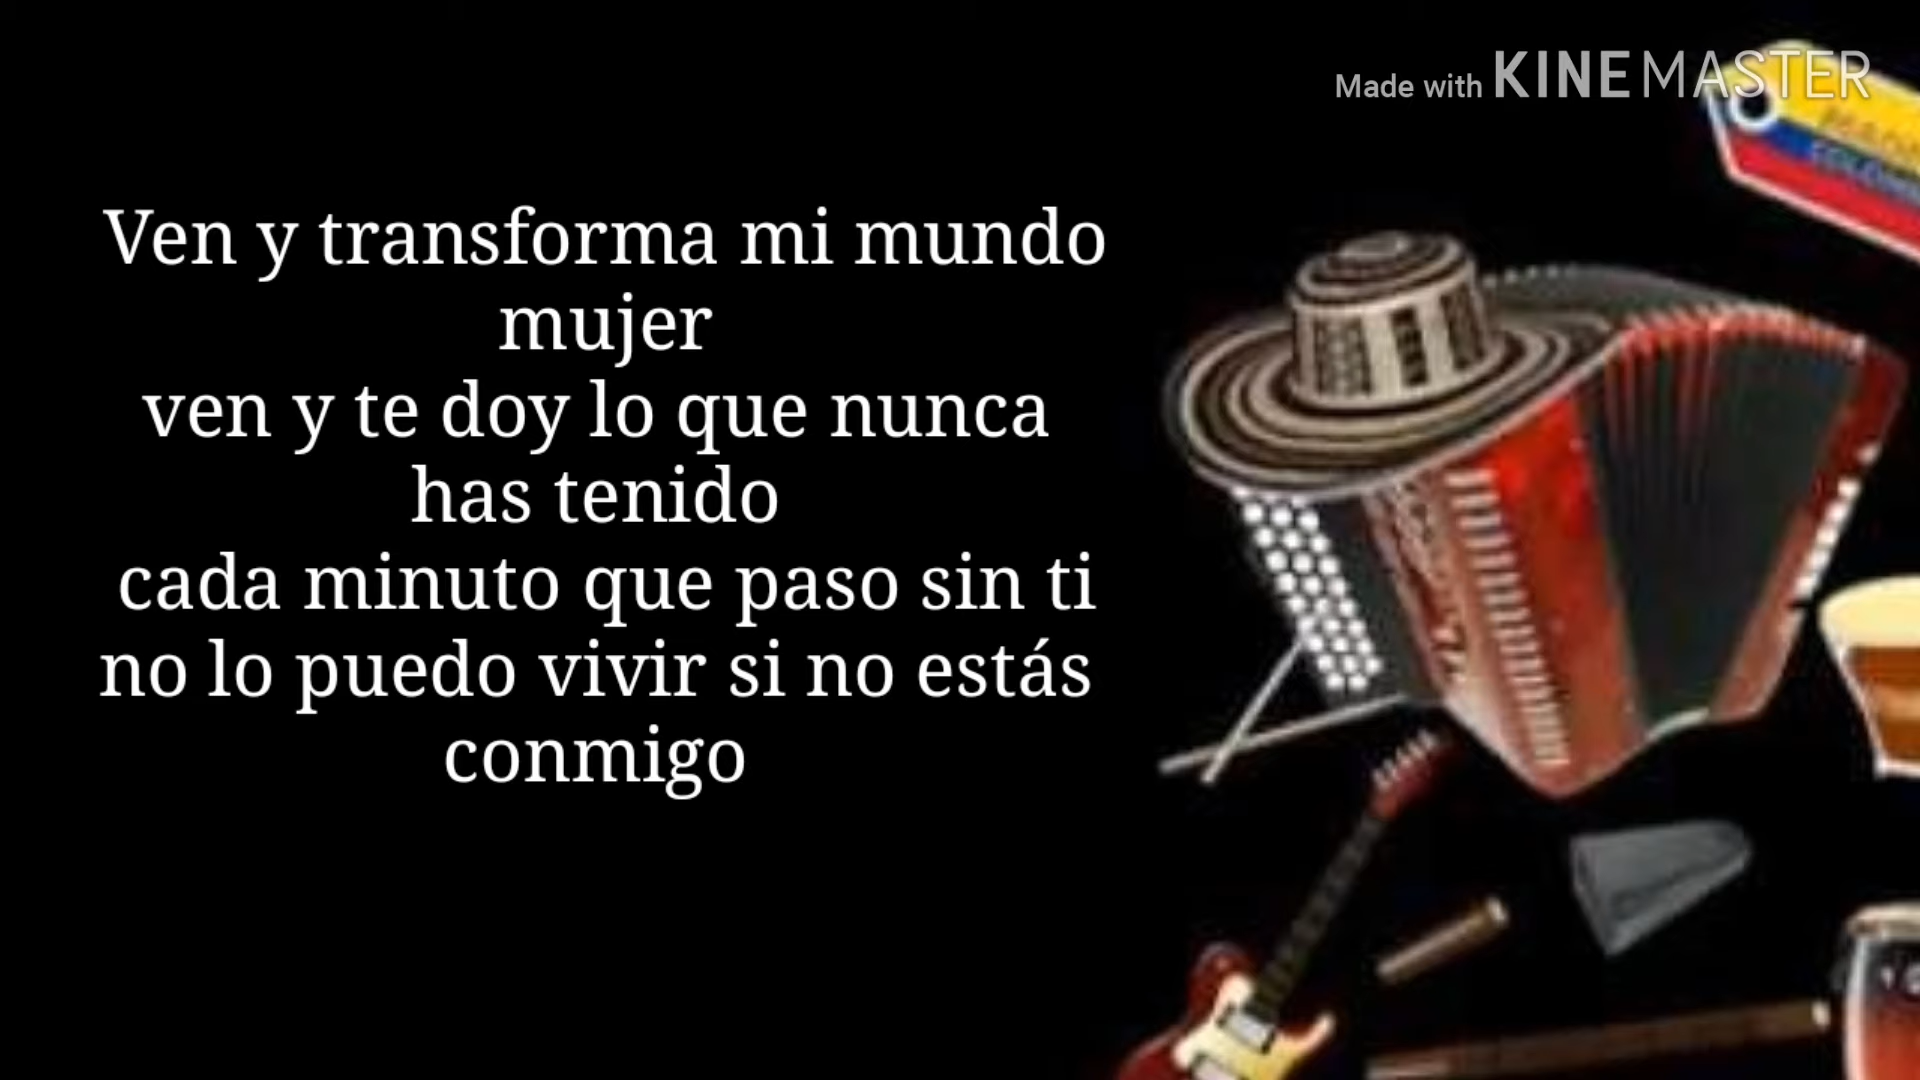 Made with KINEMASTER
Ven y transforma mi mundo
mujer
ven y te doy lo que nunca
has tenido
cada minuto que paso sin ti
no lo puedo vivir si no estás
conmigo